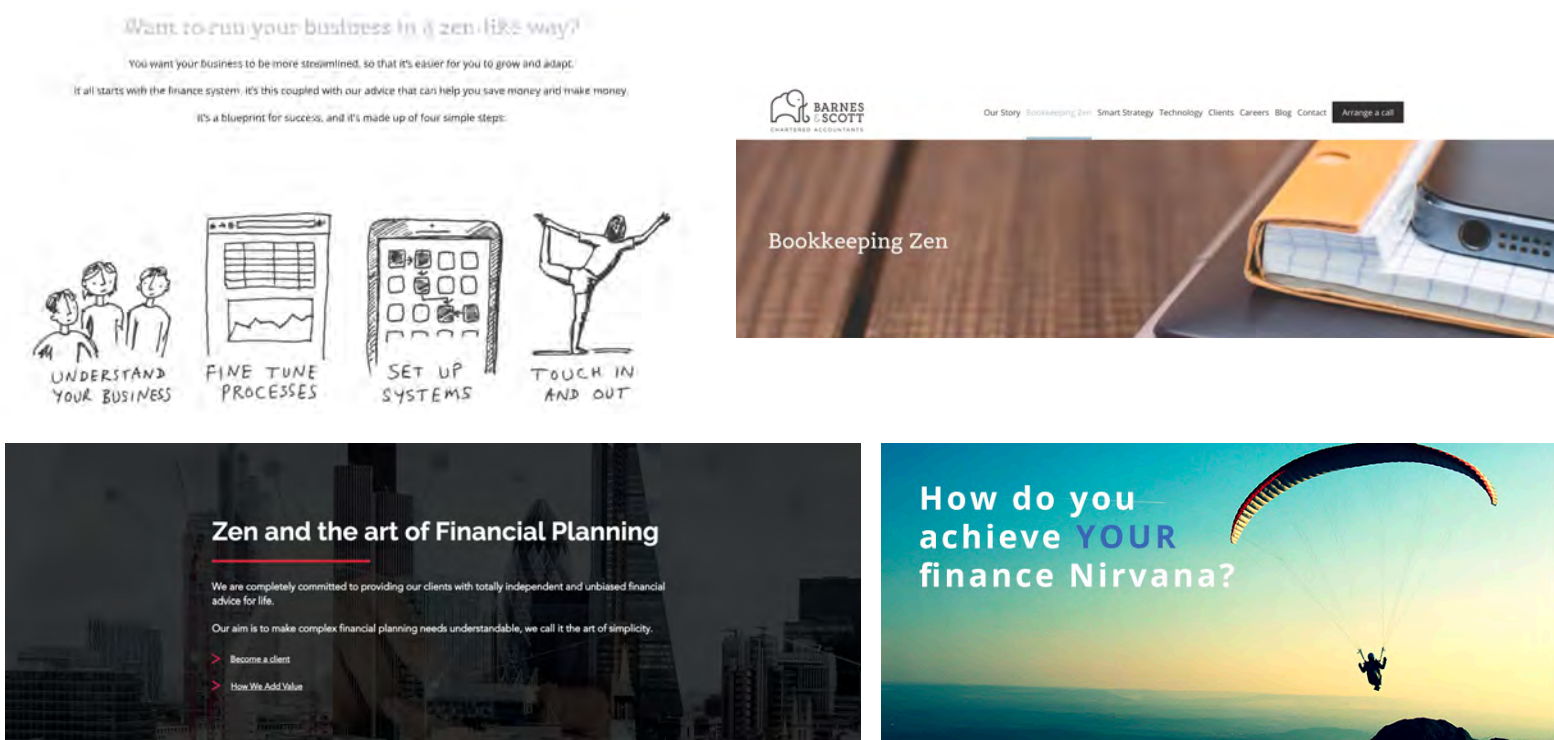 Want to run your business in a zen-like way?
You want your business to be more streamlined, so that it's easier for you to grow and adapt.
It all starts with the finance system. It's this coupled with our advice that can help you save money and make money.
It's a blueprint for success, and it's made up of four simple steps:
UNDERSTAND
YOUR BUSINESS
FINE TUNE
PROCESSES
SET UP
SYSTEMS
TOUCH IN
AND OUT
BARNES
& SCOTT
CHARTERED ACCOUNTANTS
Our Story Bookkeeping Zen Smart Strategy Technology Clients Careers Blog Contact Arrange a call
Bookkeeping Zen
Zen and the art of Financial Planning
We are completely committed to providing our clients with totally independent and unbiased financial
advice for life.
Our aim is to make complex financial planning needs understandable, we call it the art of simplicity.
Become a client
How We Add Value
How do you
achieve YOUR
finance Nirvana?